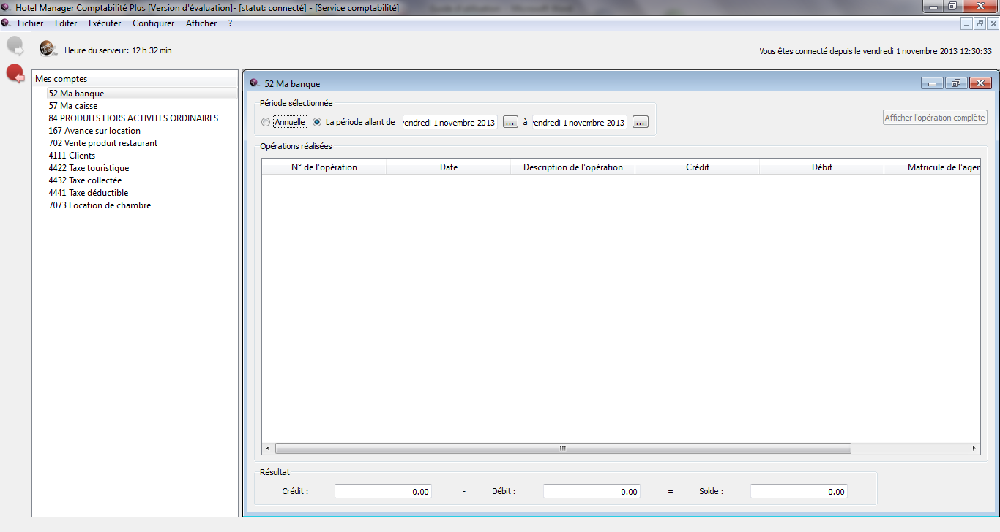 Hotel Manager Comptabilité Plus [Version d'évaluation]- [statut: connecté] - [Service comptabilité]
Fichier Editer Exécuter Configurer Afficher ?
Heure du serveur: 12 h 32 min
Vous êtes connecté depuis le vendredi 1 novembre 2013 12:30:33
Mes comptes
52 Ma banque
57 Ma caisse
84 PRODUITS HORS ACTIVITES ORDINAIRES
167 Avance sur location
702 Vente produit restaurant
4111 Clients
4422 Taxe touristique
4432 Taxe collectée
4441 Taxe déductible
7073 Location de chambre
52 Ma banque
Période sélectionnée
Annuelle La période allant de vendredi 1 novembre 2013 ... à vendredi 1 novembre 2013 ...
Afficher l'opération complète
Opérations réalisées
N° de l'opération Date Description de l'opération Crédit Débit Matricule de l'agen
Résultat
Crédit : 0.00 - Débit : 0.00 = Solde : 0.00